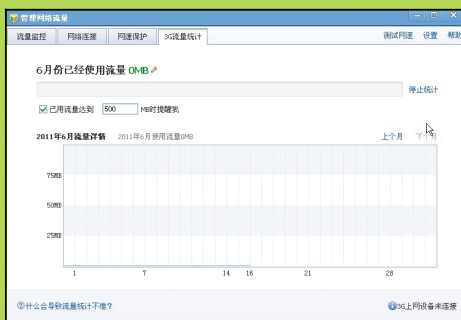 管理网络流量
流量监控 网络连接 网速保护 3G流量统计 测试网速 设置 帮助
6月份已经使用流量 0MB
停止统计
已用流量达到 500 MB时提醒我
2011年6月流量详情 2011年6月使用流量0MB 上个月 下个月
75MB
50MB
25MB
1 7 14 16 21 28
什么会导致流量统计不准? 3G上网设备未连接